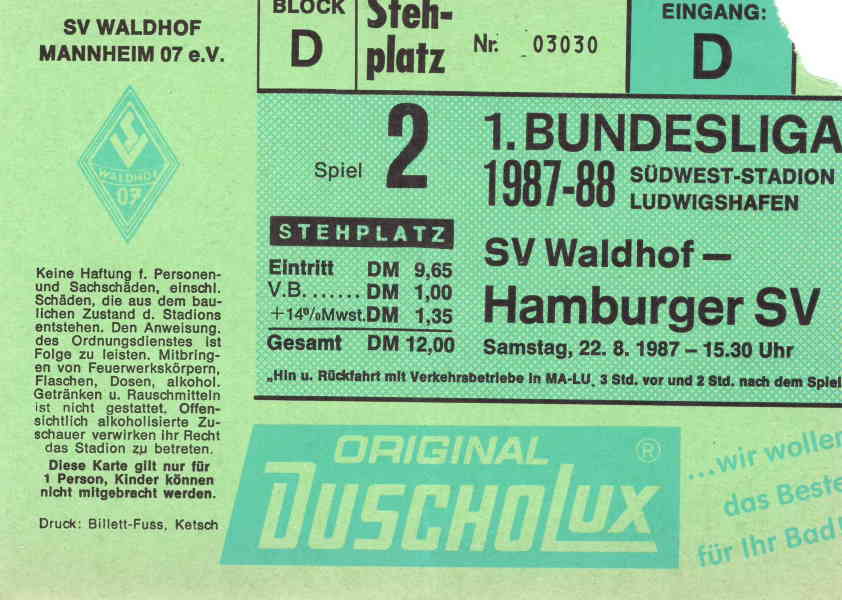 SV WALDHOF
MANNHEIM 07 e.V.
SV
WALDHOF
07
Keine Haftung f. Personen-
und Sachschäden, einschl.
Schäden, die aus dem bau-
lichen Zustand d. Stadions
entstehen. Den Anweisung.
des Ordnungsdienstes ist
Folge zu leisten. Mitbring-
en von Feuerwerkskörpern,
Flaschen, Dosen, alkohol.
Getränken u. Rauschmitteln
ist nicht gestattet. Offen-
sichtlich alkoholisierte Zu-
schauer verwirken ihr Recht
das Stadion zu betreten.
Diese Karte gilt nur für
1 Person, Kinder können
nicht mitgebracht werden.
Druck: Billett-Fuss, Ketsch
BLOCK
D
Steh-
platz
Nr. 03030
EINGANG:
D
Spiel 2
1. BUNDESLIGA
1987-88
SÜDWEST-STADION
LUDWIGSHAFEN
STEHPLATZ
Eintritt DM 9,65
V.B. ....... DM 1,00
+14%Mwst.DM 1,35
Gesamt DM 12,00
SV Waldhof –
Hamburger SV
Samstag, 22. 8. 1987 – 15.30 Uhr
„Hin u. Rückfahrt mit Verkehrsbetriebe in MA-LU, 3 Std. vor und 2 Std. nach dem Spiel
ORIGINAL ®
DUSCHOLUX
...wir wollen
das Beste
für Ihr Bad!